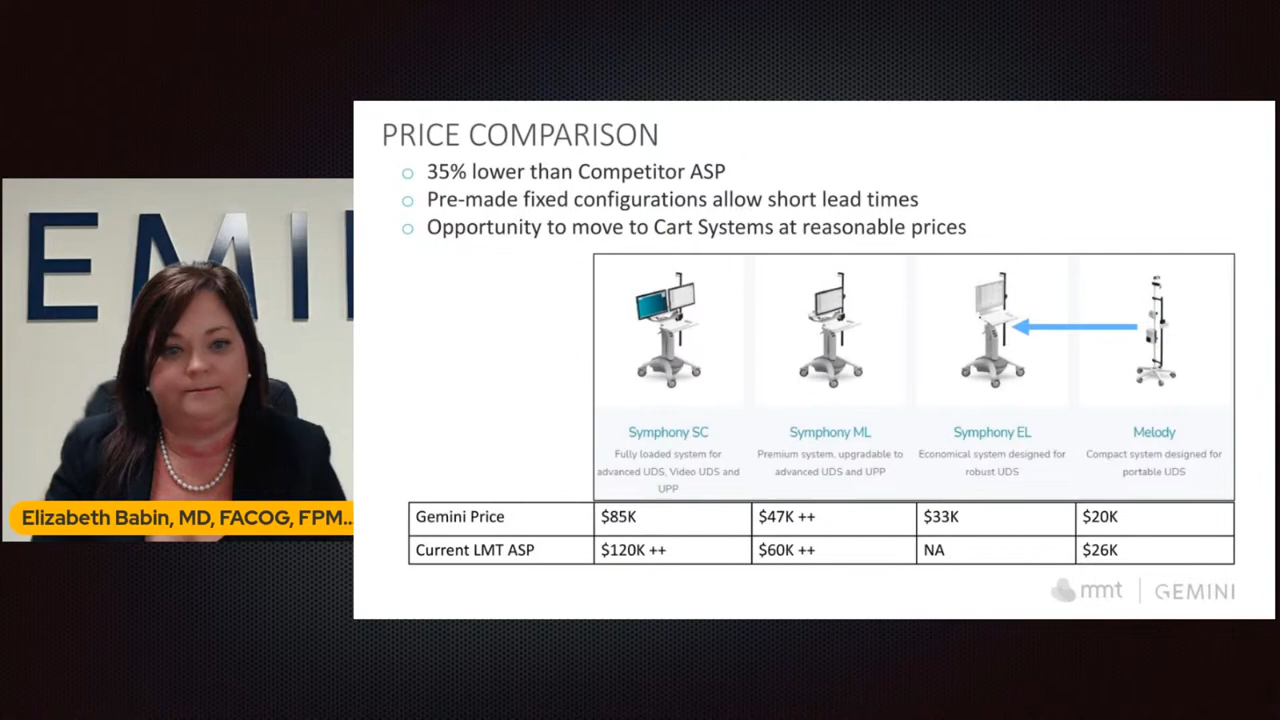 PRICE COMPARISON
35% lower than Competitor ASP
Pre-made fixed configurations allow short lead times
Opportunity to move to Cart Systems at reasonable prices
EMI
Elizabeth Babin, MD, FACOG, FPM...
Symphony SC
Fully loaded system for
advanced UDS, Video UDS and
UPP
Symphony ML
Premium system, upgradable to
advanced UDS and UPP
Symphony EL
Economical system designed for
robust UDS
Melody
Compact system designed for
portable UDS
Gemini Price $85K $47K ++ $33K $20K
Current LMT ASP $120K ++ $60K ++ NA $26K
mmt | GEMINI